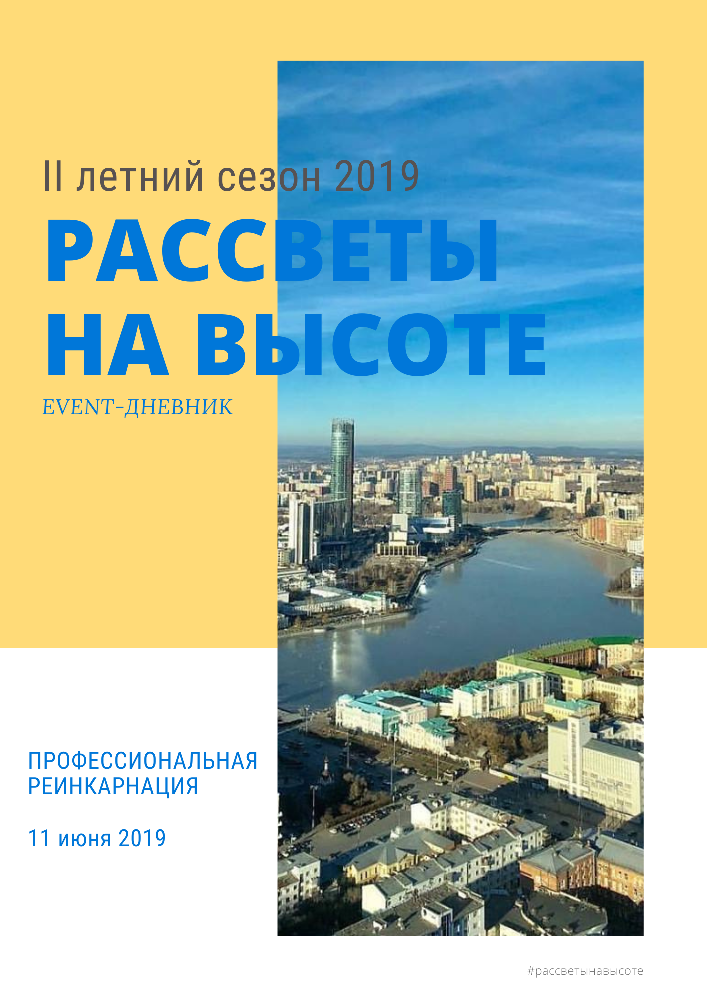 II летний сезон 2019
РАССВЕТЫ
НА ВЫСОТЕ
EVENT-ДНЕВНИК
ПРОФЕССИОНАЛЬНАЯ
РЕИНКАРНАЦИЯ
11 июня 2019
#рассветынавысоте